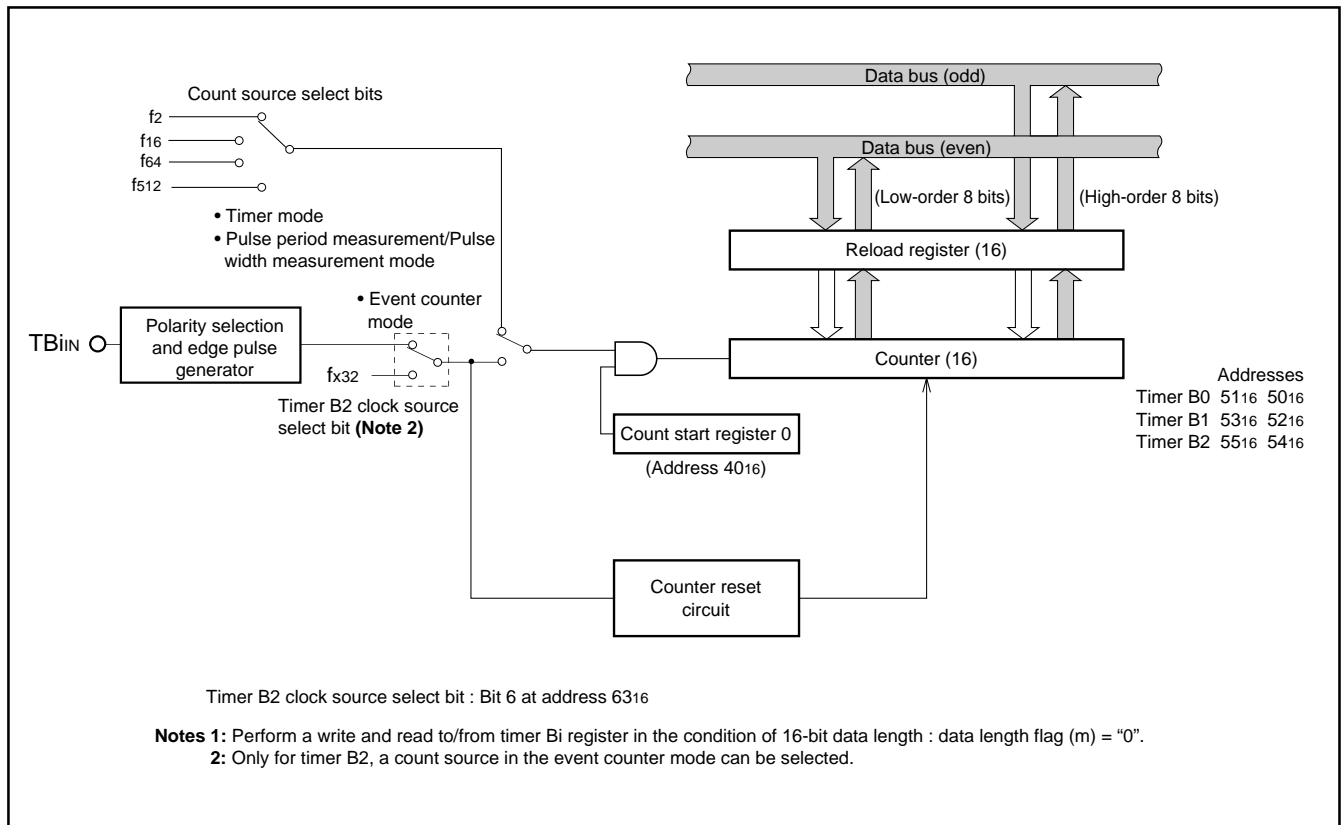 Data bus (odd)
Count source select bits
f2
f16
f64
f512
Data bus (even)
(Low-order 8 bits)
(High-order 8 bits)
• Timer mode
• Pulse period measurement/Pulse
width measurement mode
Reload register (16)
• Event counter
mode
TBiIN
Polarity selection
and edge pulse
generator
fx32
Timer B2 clock source
select bit (Note 2)
Counter (16)
Count start register 0
(Address 4016)
Addresses
Timer B0 5116 5016
Timer B1 5316 5216
Timer B2 5516 5416
Counter reset
circuit
Timer B2 clock source select bit : Bit 6 at address 6316
Notes 1: Perform a write and read to/from timer Bi register in the condition of 16-bit data length : data length flag (m) = “0”.
2: Only for timer B2, a count source in the event counter mode can be selected.